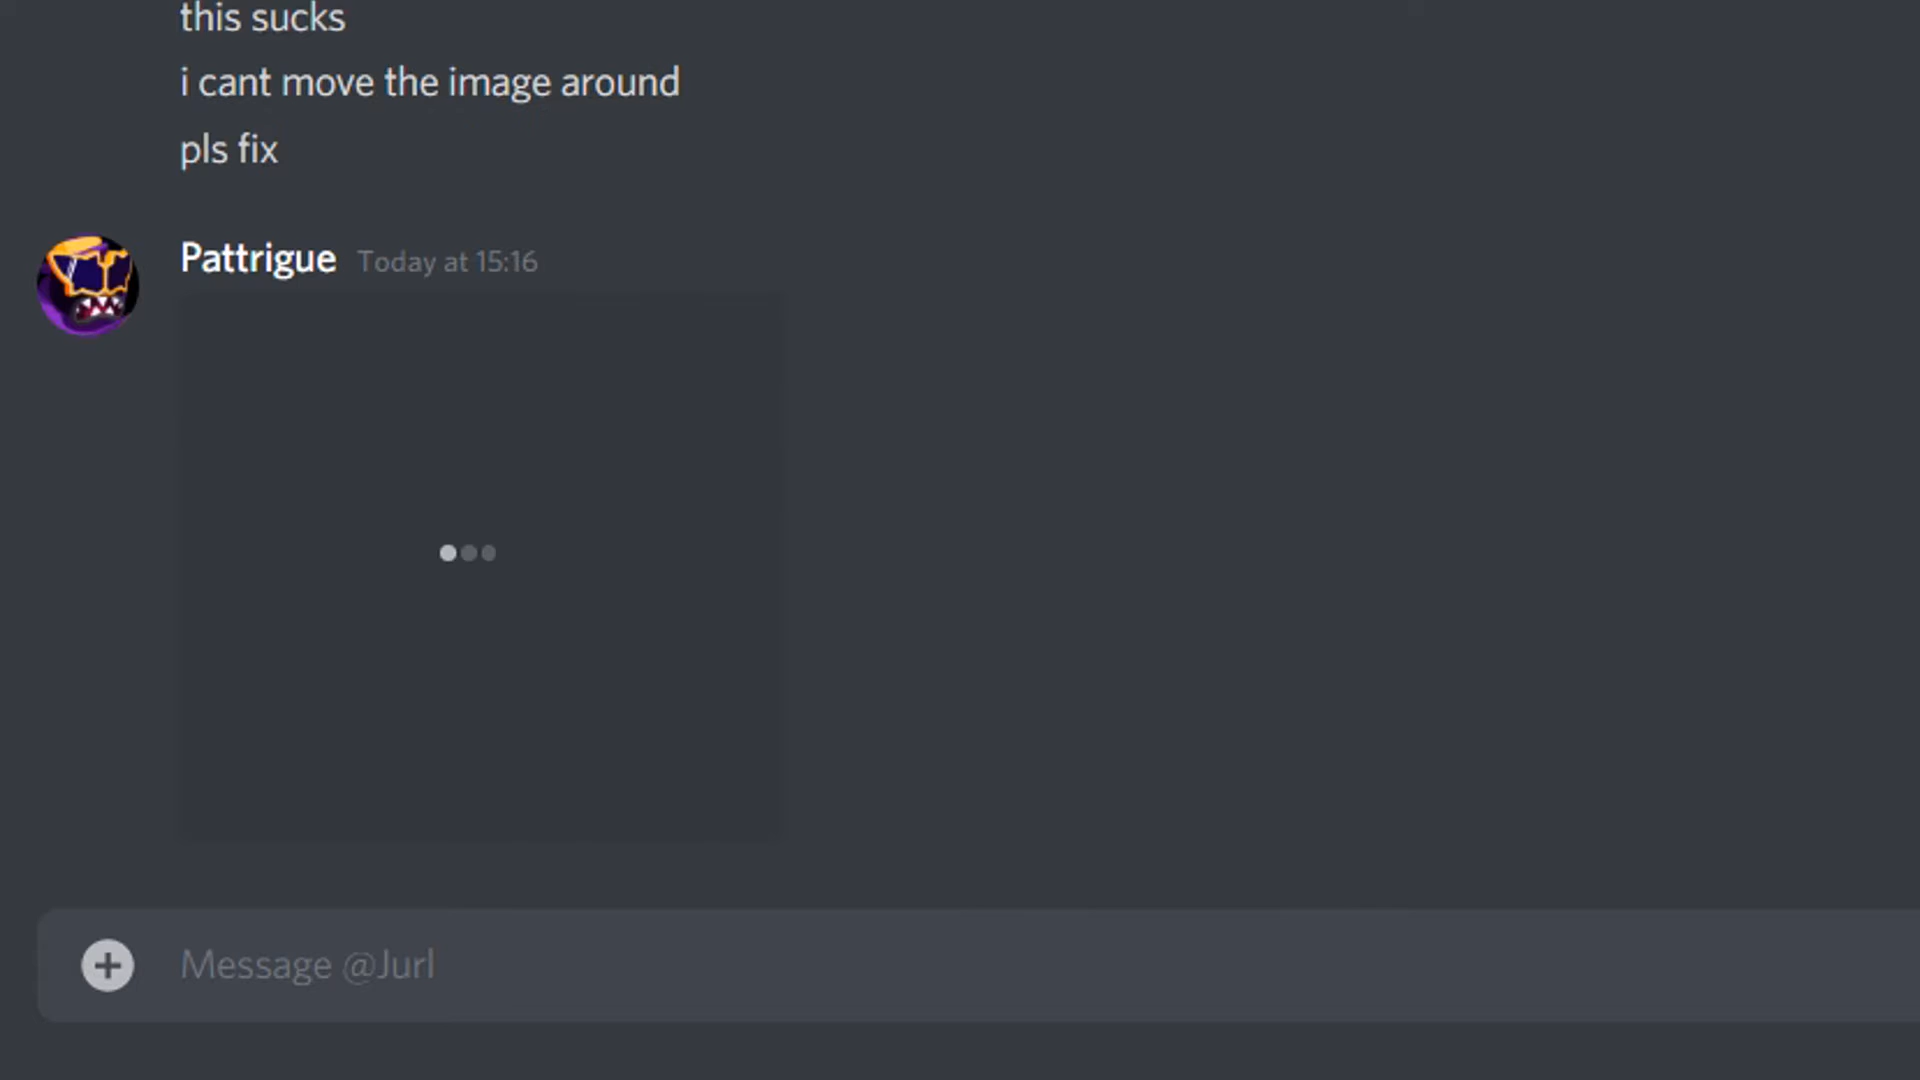 this sucks
i cant move the image around
pls fix
Pattrigue Today at 15:16
Message @Jurl